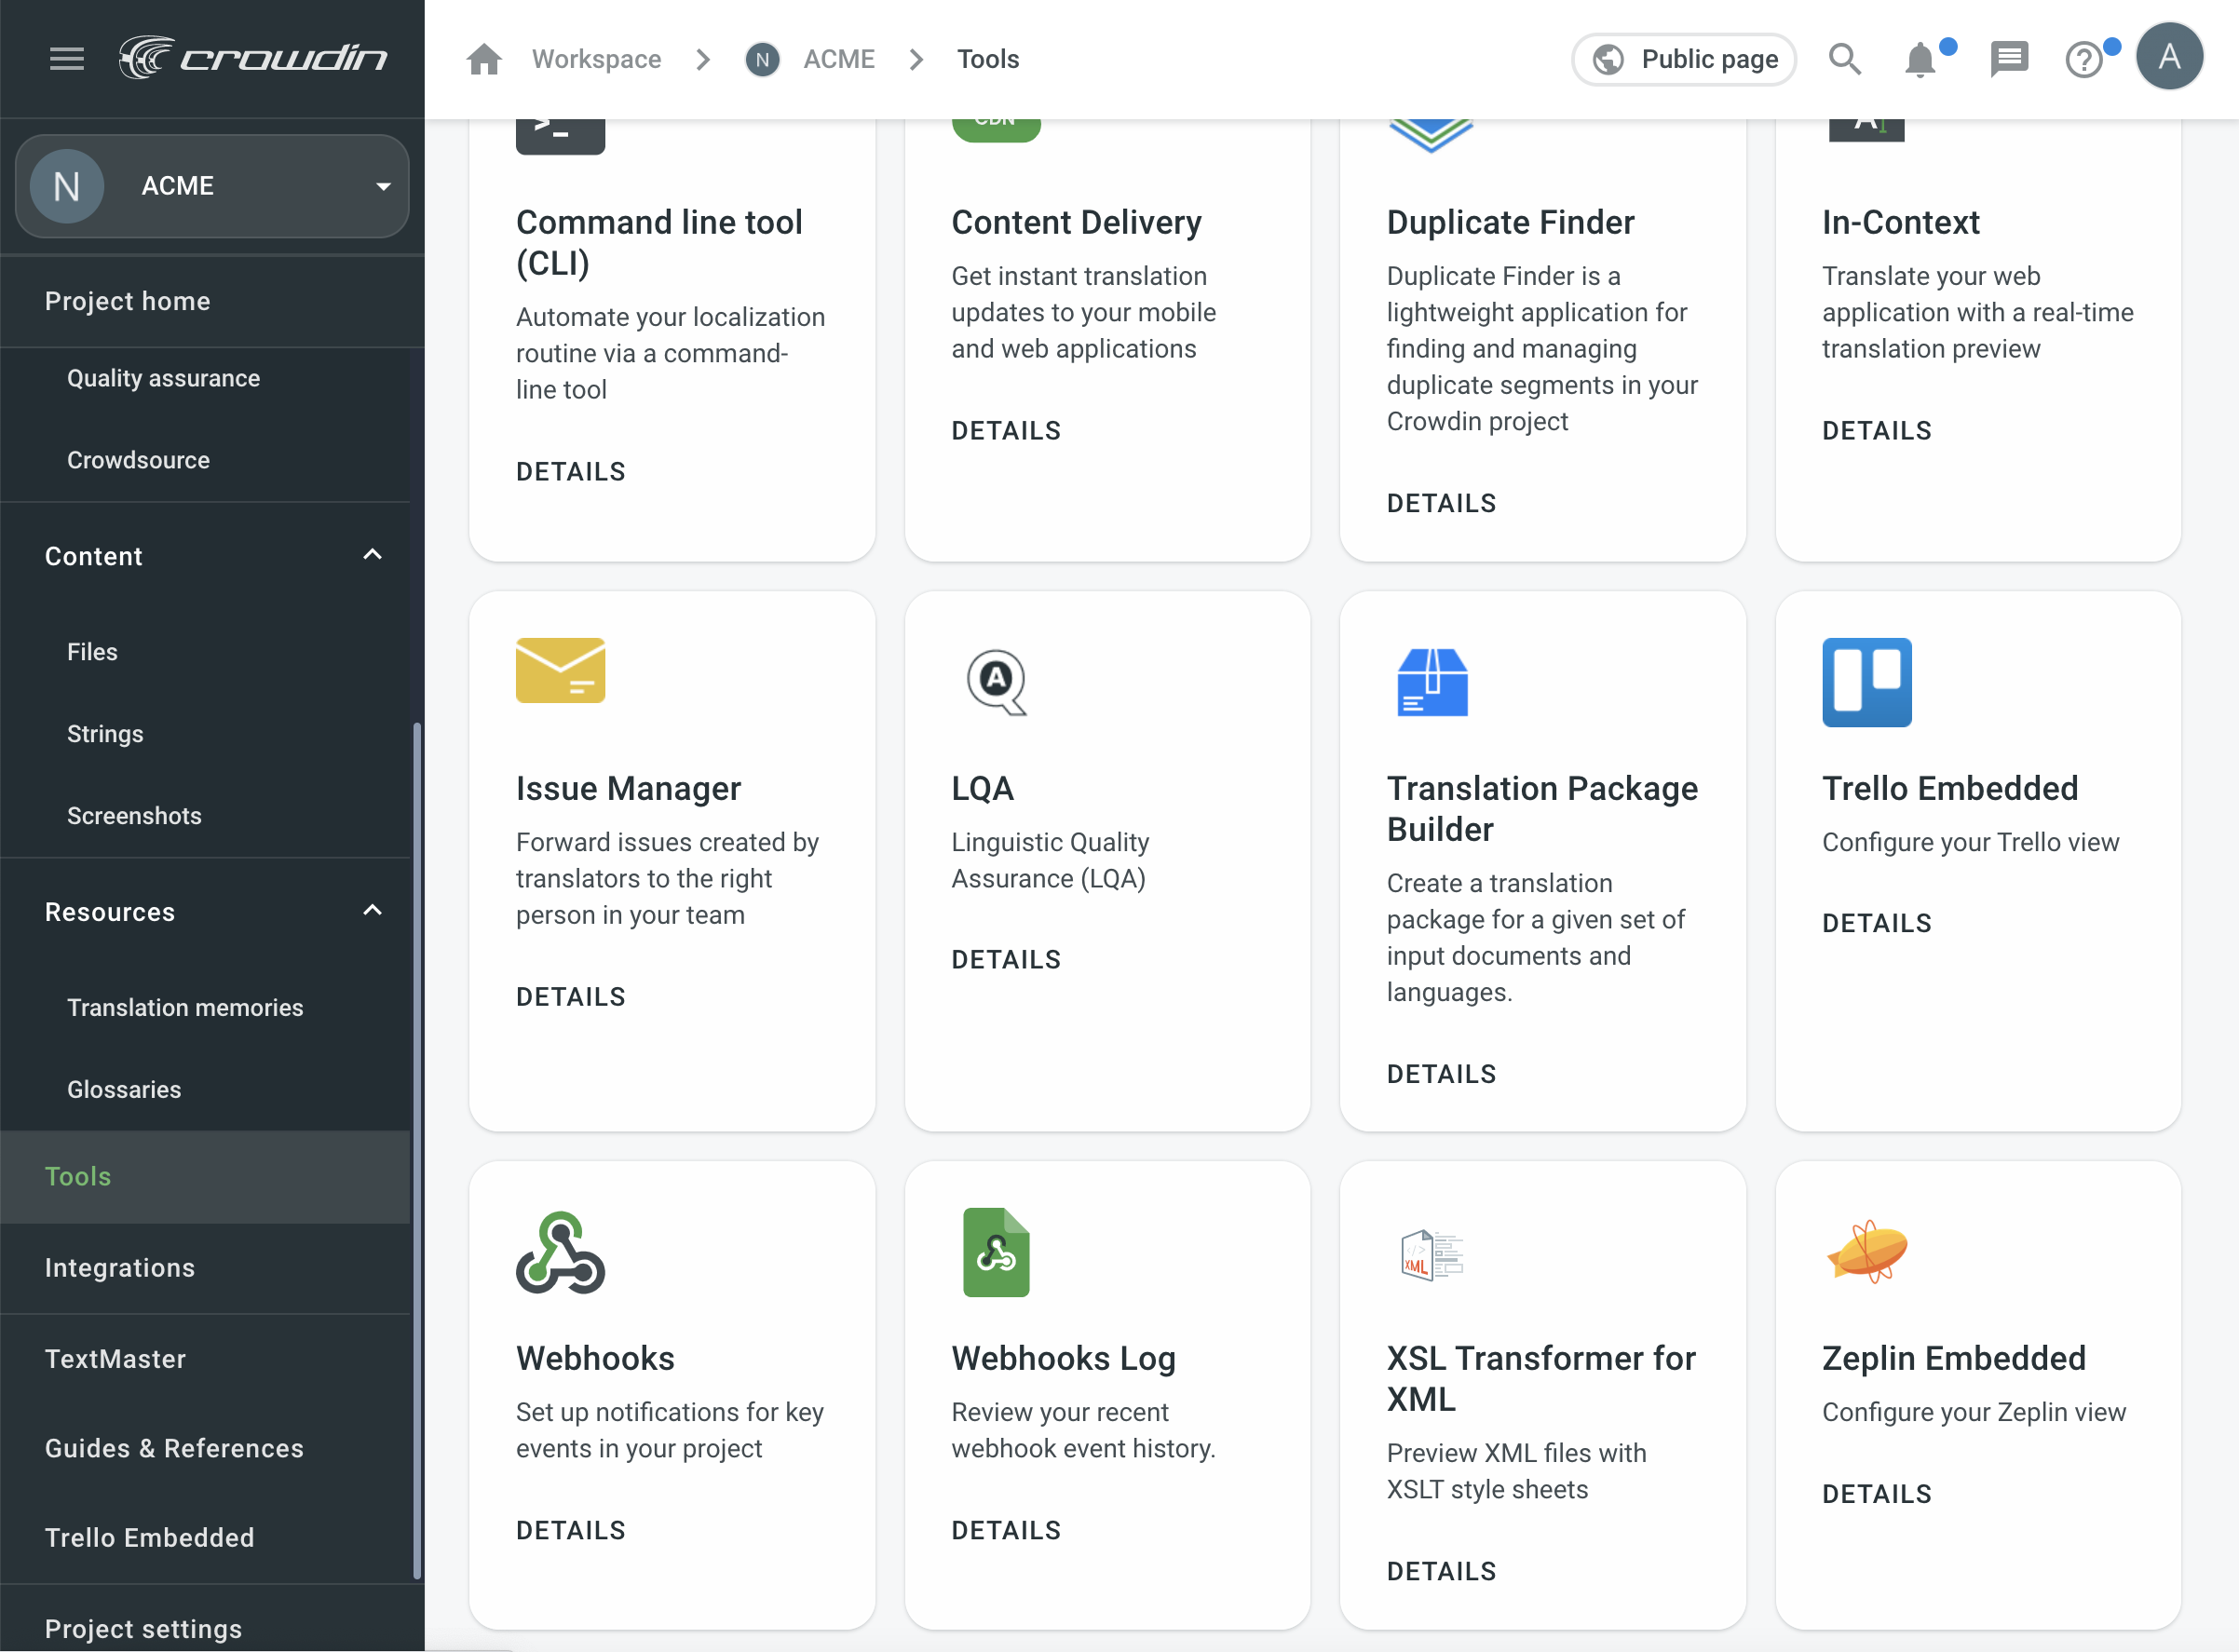 crowdin
Workspace
N
ACME
Tools
Public page
A
N
ACME
Project home
Quality assurance
Crowdsource
Content
Files
Strings
Screenshots
Resources
Translation memories
Glossaries
Tools
Integrations
TextMaster
Guides & References
Trello Embedded
Project settings
Command line tool
(CLI)
Automate your localization
routine via a command-
line tool
DETAILS
CDN
Content Delivery
Get instant translation
updates to your mobile
and web applications
DETAILS
Duplicate Finder
Duplicate Finder is a
lightweight application for
finding and managing
duplicate segments in your
Crowdin project
DETAILS
A
In-Context
Translate your web
application with a real-time
translation preview
DETAILS
Issue Manager
Forward issues created by
translators to the right
person in your team
DETAILS
A
LQA
Linguistic Quality
Assurance (LQA)
DETAILS
Translation Package
Builder
Create a translation
package for a given set of
input documents and
languages.
DETAILS
Trello Embedded
Configure your Trello view
DETAILS
Webhooks
Set up notifications for key
events in your project
DETAILS
Webhooks Log
Review your recent
webhook event history.
DETAILS
</>
XML
XSL Transformer for
XML
Preview XML files with
XSLT style sheets
DETAILS
Zeplin Embedded
Configure your Zeplin view
DETAILS